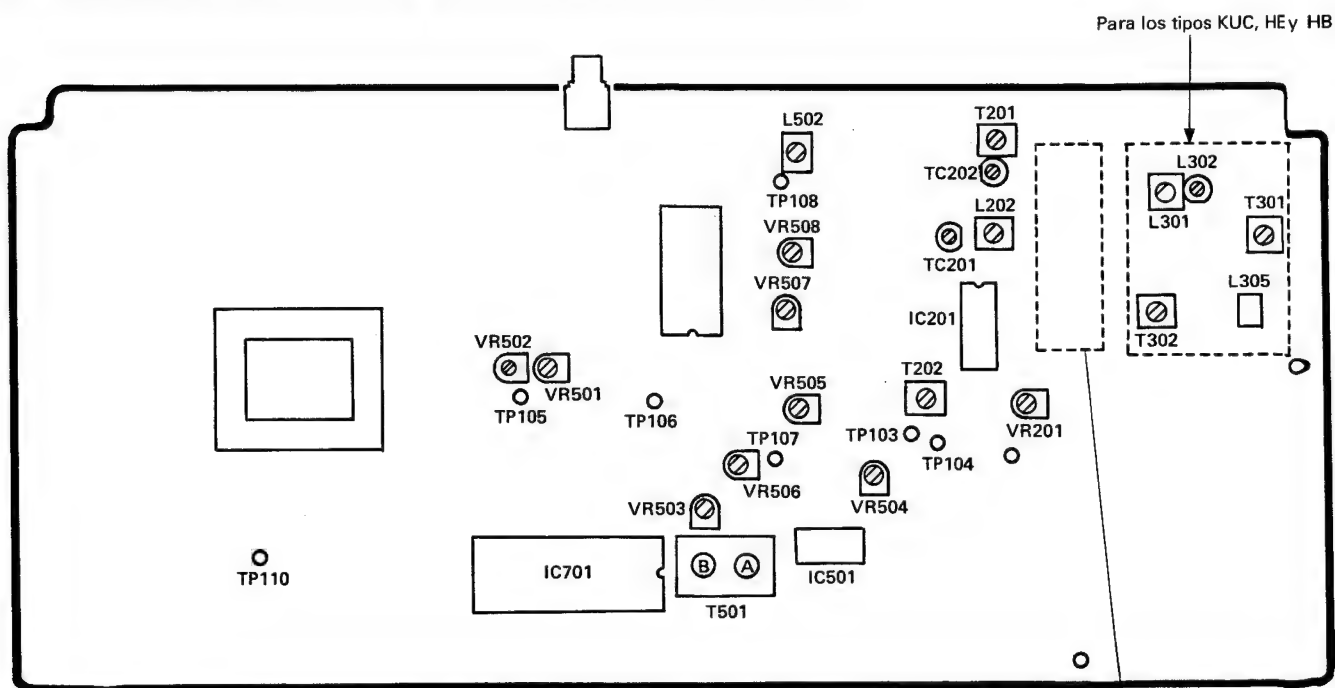 Para los tipos KUC, HE y HB
L502
T201
TC202
L302
TP108
L202
L301
T301
VR508
TC201
VR507
L305
IC201
T302
VR502
VR501
TP105
TP106
VR505
T202
TP107
TP103
TP104
VR201
VR506
VR503
VR504
TP110
IC701
B
A
T501
IC501